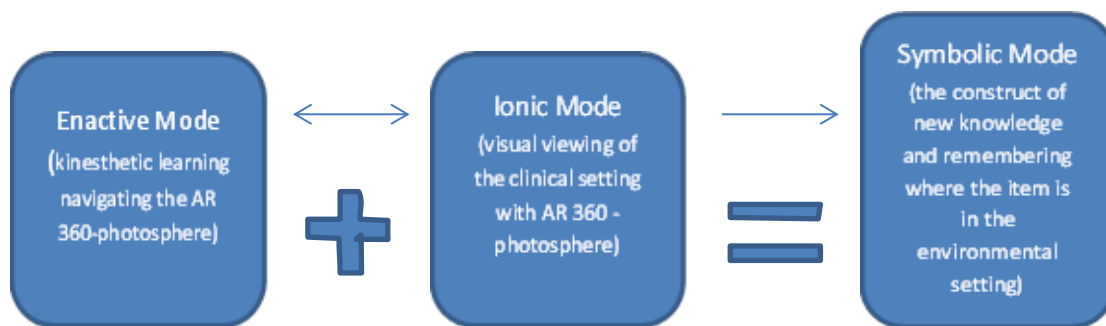 Enactive Mode
(kinesthetic learning
navigating the AR
360-photosphere)
Ionic Mode
(visual viewing of
the clinical setting
with AR 360 -
photosphere)
Symbolic Mode
(the construct of
new knowledge
and remembering
where the item is
in the
environmental
setting)